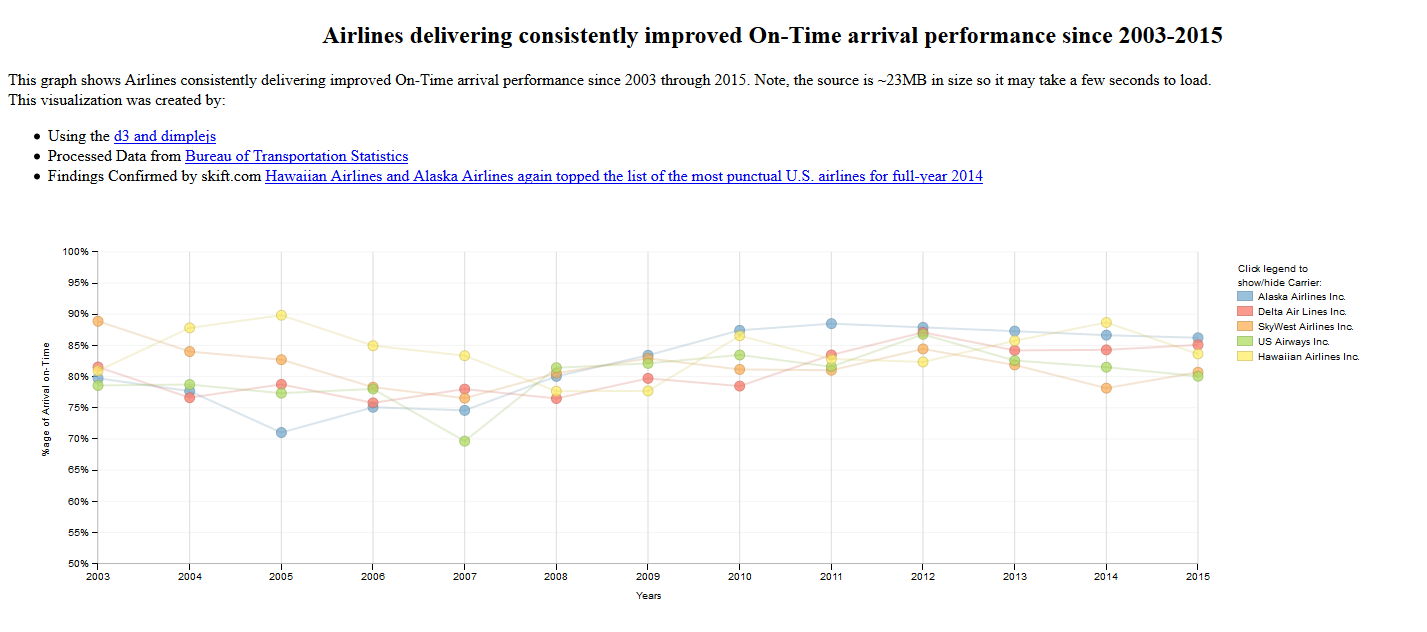 Airlines delivering consistently improved On-Time arrival performance since 2003-2015
This graph shows Airlines consistently delivering improved On-Time arrival performance since 2003 through 2015. Note, the source is ~23MB in size so it may take a few seconds to load.
This visualization was created by:
• Using the d3 and dimplejs
• Processed Data from Bureau of Transportation Statistics
• Findings Confirmed by skift.com Hawaiian Airlines and Alaska Airlines again topped the list of the most punctual U.S. airlines for full-year 2014
%age of Arrival on-Time
100%
95%
90%
85%
80%
75%
70%
65%
60%
55%
50%
2003 2004 2005 2006 2007 2008 2009 2010 2011 2012 2013 2014 2015
Years
Click legend to
show/hide Carrier:
Alaska Airlines Inc.
Delta Air Lines Inc.
SkyWest Airlines Inc.
US Airways Inc.
Hawaiian Airlines Inc.